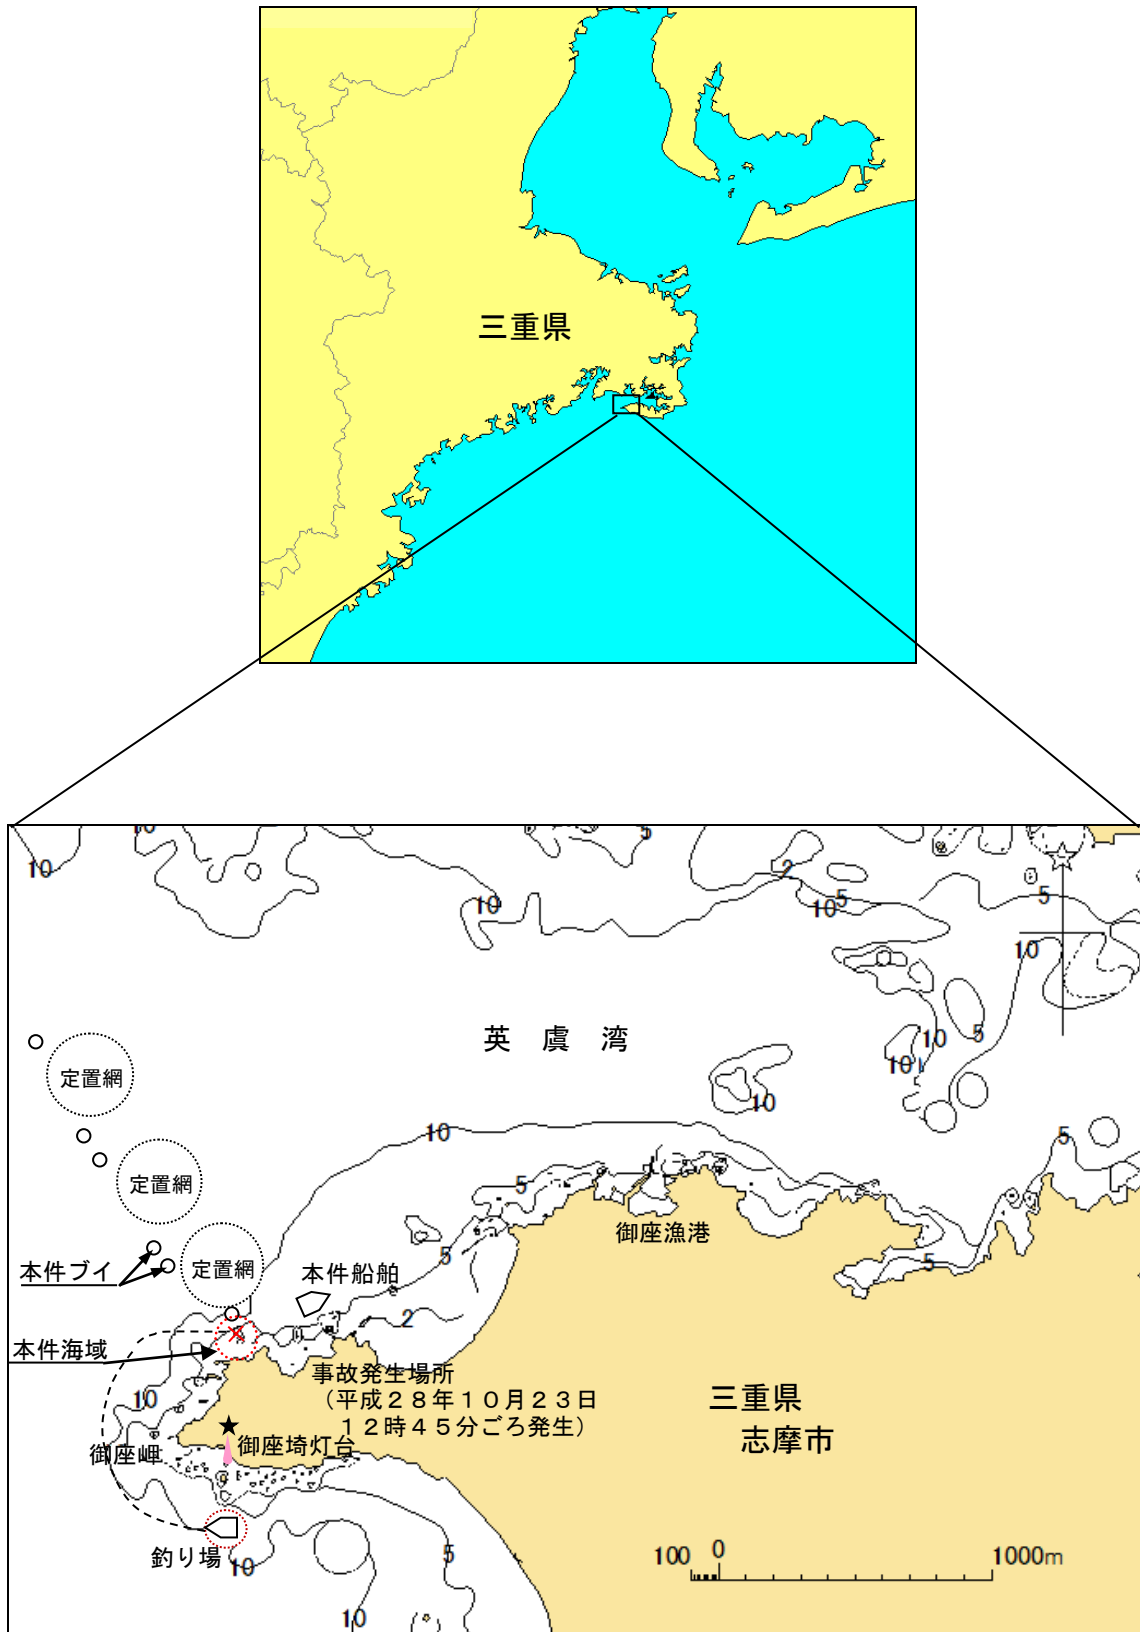 三重県
10
10
5
2
10
5
10
5
10
英 虞 湾
10
5
10
定置網
10
10
5
定置網
5
御座漁港
本件ブイ
定置網
本件船舶
5
5
2
本件海域
事故発生場所
(平成28年10月23日
12時45分ごろ発生)
10
三重県
志摩市
御座岬
御座埼灯台
釣り場
10
5
100 0 1000m
10